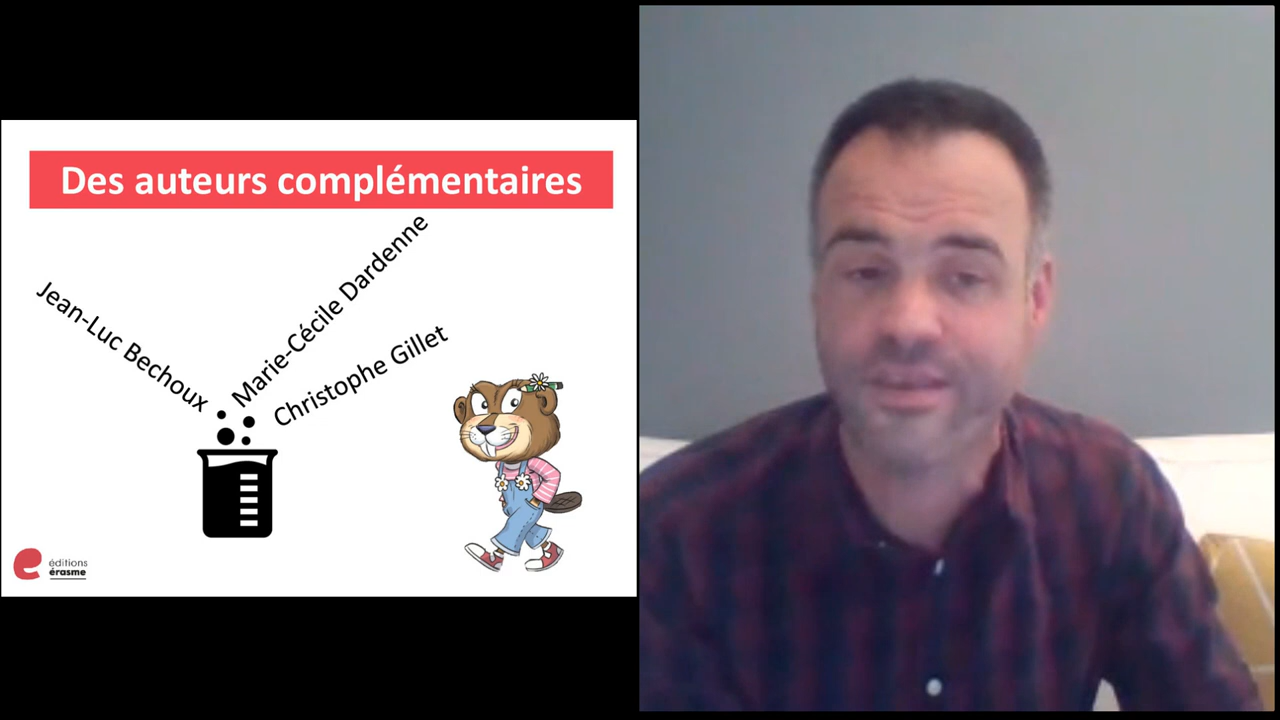 Des auteurs complémentaires
Jean-Luc Bechoux
Marie-Cécile Dardenne
Christophe Gillet
éditions
érasme